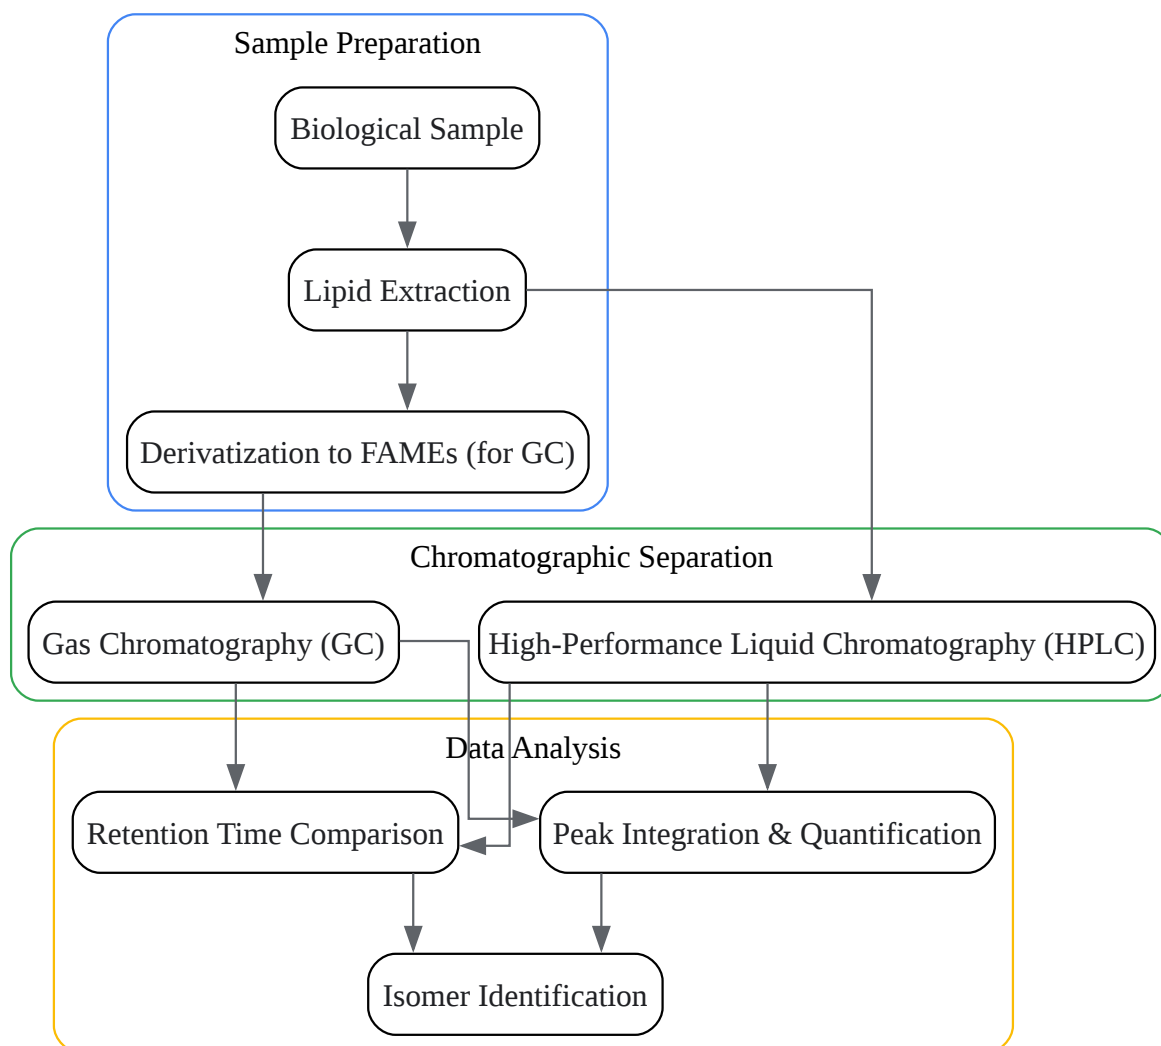 Sample Preparation
Biological Sample
Lipid Extraction
Derivatization to FAMEs (for GC)
Chromatographic Separation
Gas Chromatography (GC)
High-Performance Liquid Chromatography (HPLC)
Data Analysis
Retention Time Comparison
Peak Integration & Quantification
Isomer Identification